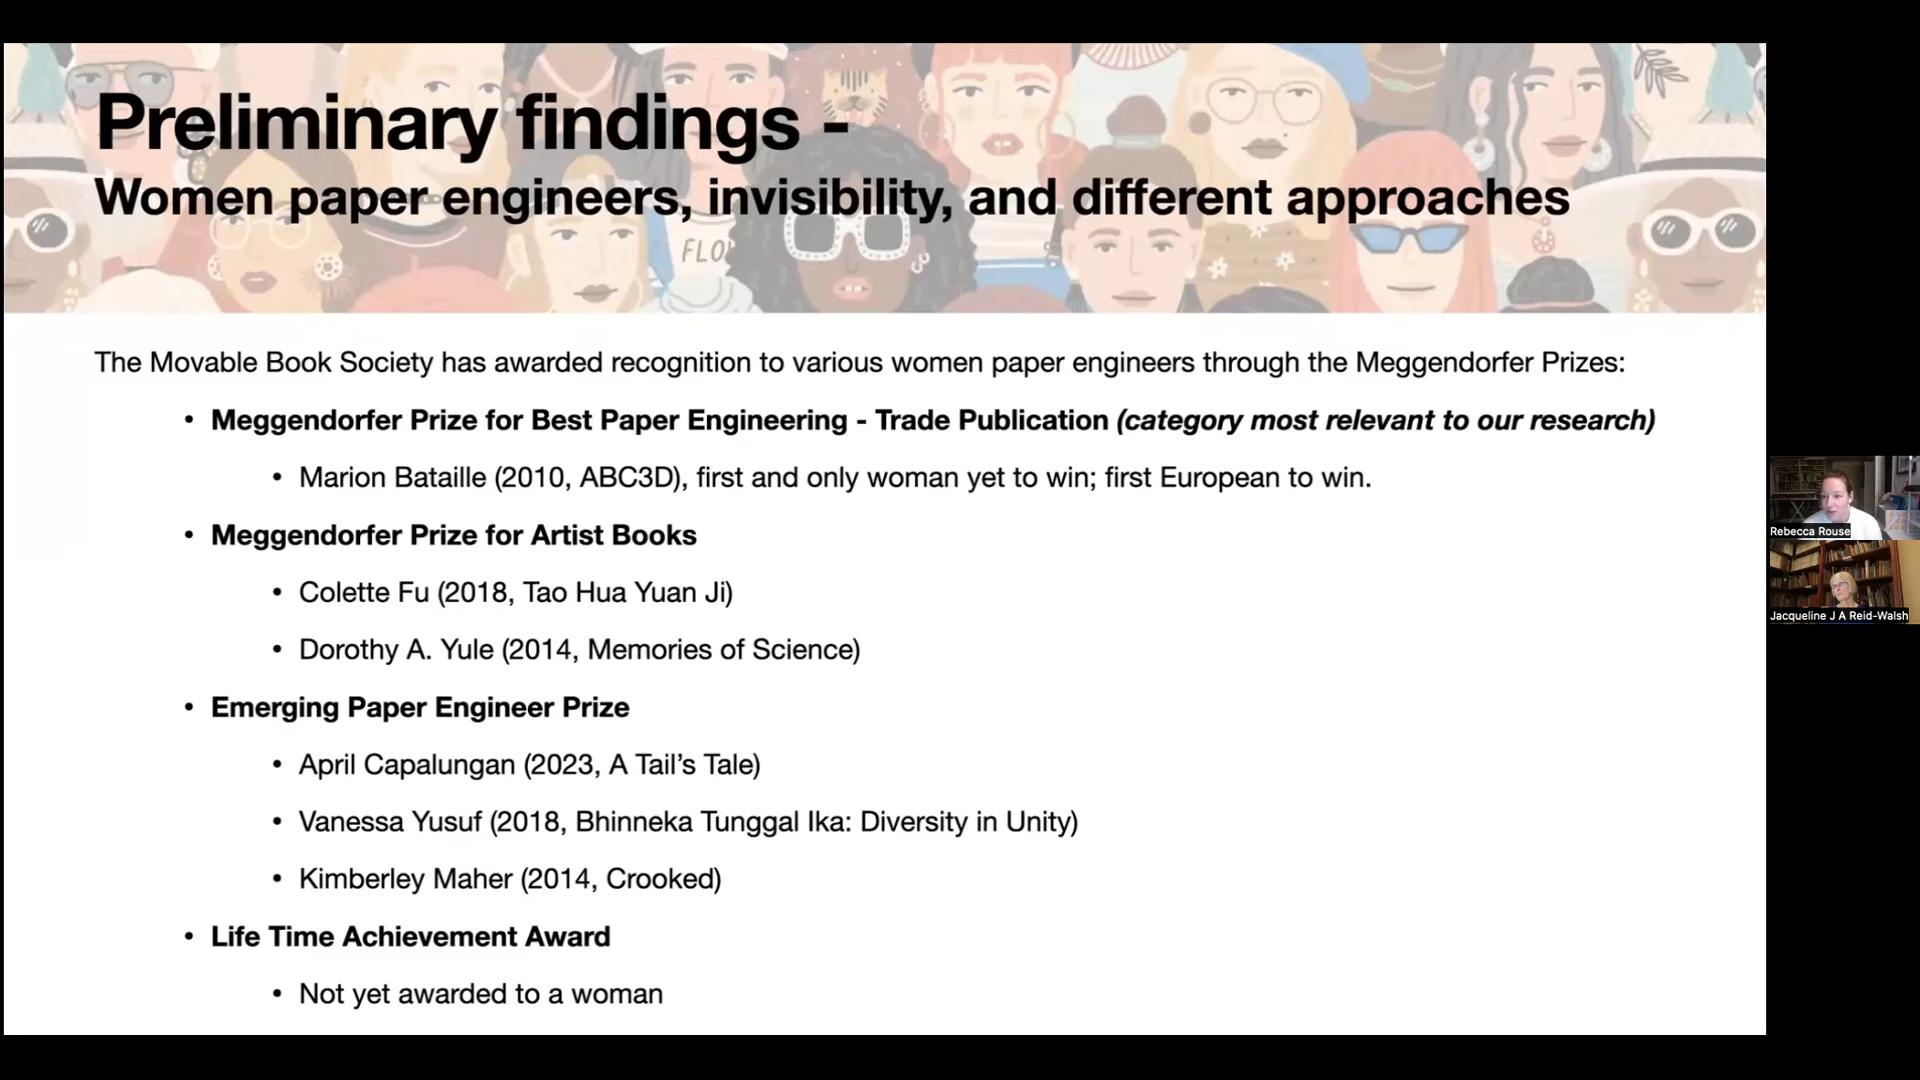 Preliminary findings -
Women paper engineers, invisibility, and different approaches
FLO
The Movable Book Society has awarded recognition to various women paper engineers through the Meggendorfer Prizes:
• Meggendorfer Prize for Best Paper Engineering - Trade Publication (category most relevant to our research)
• Marion Bataille (2010, ABC3D), first and only woman yet to win; first European to win.
• Meggendorfer Prize for Artist Books
• Colette Fu (2018, Tao Hua Yuan Ji)
• Dorothy A. Yule (2014, Memories of Science)
• Emerging Paper Engineer Prize
• April Capalungan (2023, A Tail’s Tale)
• Vanessa Yusuf (2018, Bhinneka Tunggal Ika: Diversity in Unity)
• Kimberley Maher (2014, Crooked)
• Life Time Achievement Award
• Not yet awarded to a woman
Rebecca Rouse
Jacqueline J A Reid-Walsh